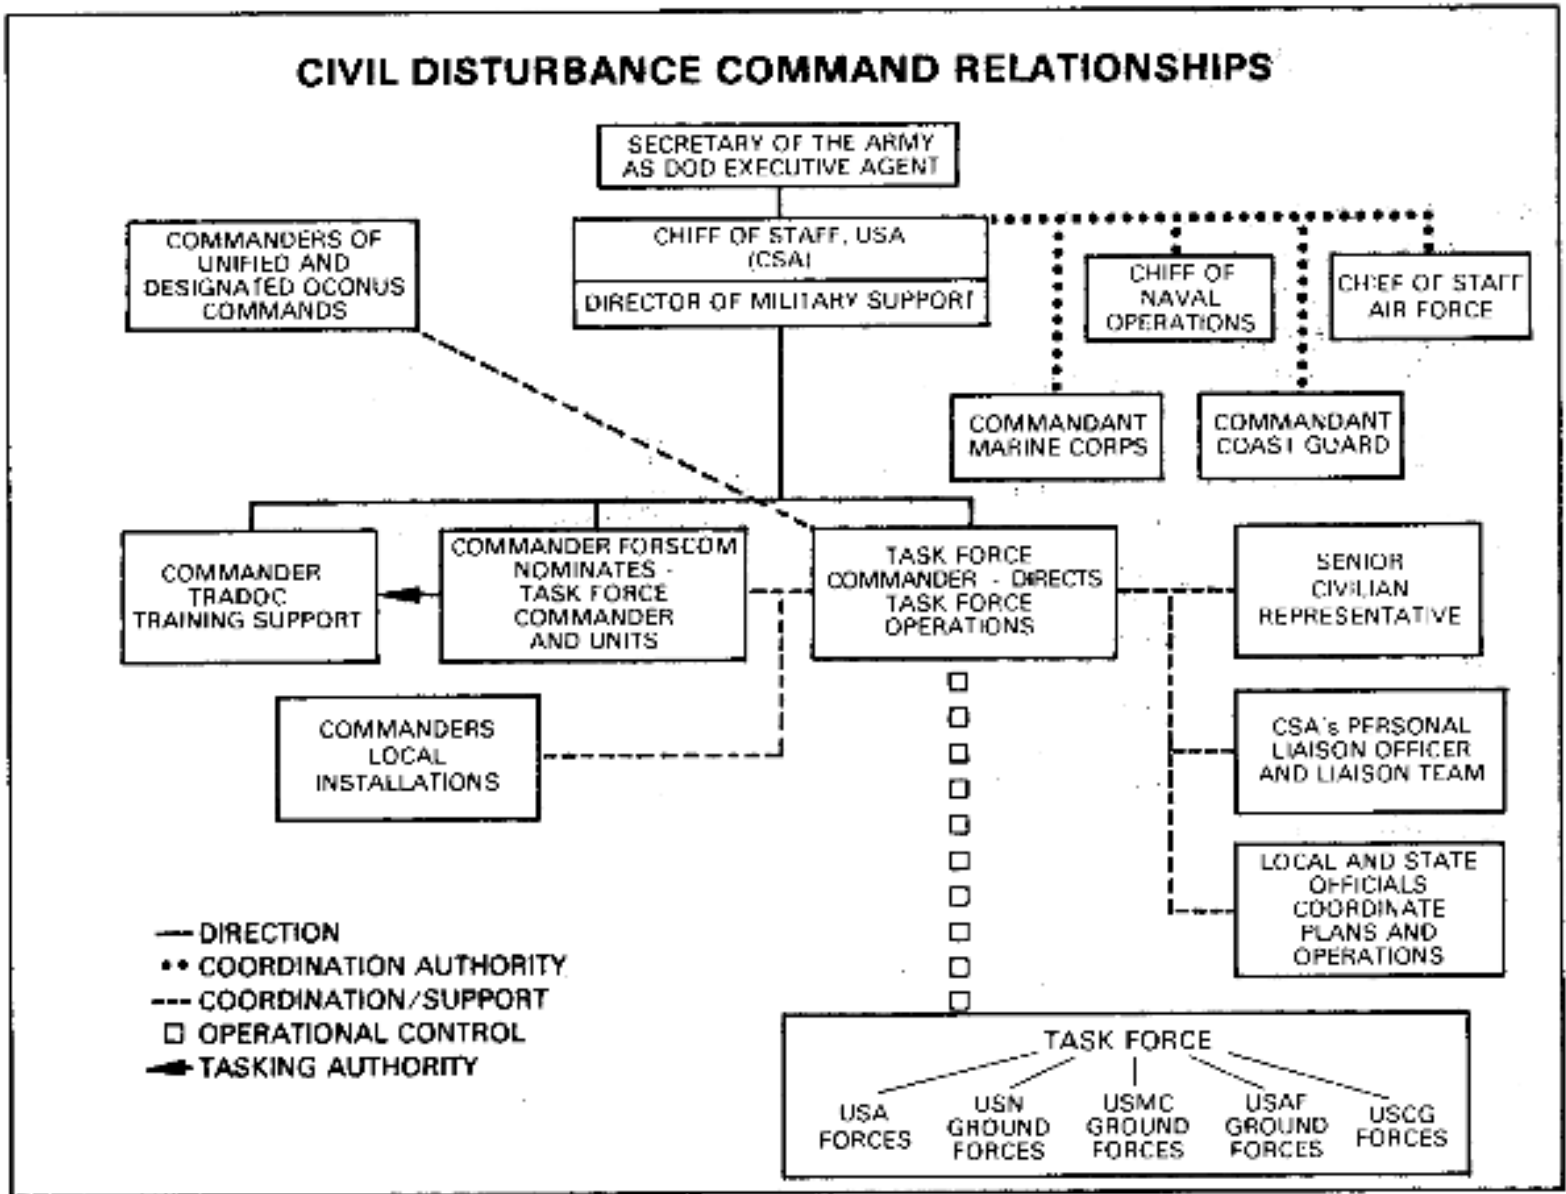 CIVIL DISTURBANCE COMMAND RELATIONSHIPS
SECRETARY OF THE ARMY
AS DOD EXECUTIVE AGENT
COMMANDERS OF
UNIFIED AND
DESIGNATED OCONUS
COMMANDS
CHIEF OF STAFF, USA
(CSA)
DIRECTOR OF MILITARY SUPPORT
CHIEF OF
NAVAL
OPERATIONS
CHIEF OF STAFF
AIR FORCE
COMMANDANT
MARINE CORPS
COMMANDANT
COAST GUARD
COMMANDER
TRADOC
TRAINING SUPPORT
COMMANDER FORSCOM
NOMINATES -
TASK FORCE
COMMANDER
AND UNITS
TASK FORCE
COMMANDER - DIRECTS
TASK FORCE
OPERATIONS
SENIOR
CIVILIAN
REPRESENTATIVE
COMMANDERS
LOCAL
INSTALLATIONS
CSA's PERSONAL
LIAISON OFFICER
AND LIAISON TEAM
LOCAL AND STATE
OFFICIALS
COORDINATE
PLANS AND
OPERATIONS
DIRECTION
COORDINATION AUTHORITY
COORDINATION/SUPPORT
OPERATIONAL CONTROL
TASKING AUTHORITY
TASK FORCE
USA
FORCES
USN
GROUND
FORCES
USMC
GROUND
FORCES
USAF
GROUND
FORCES
USCG
FORCES